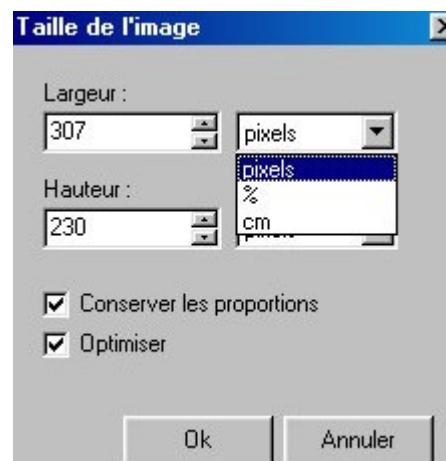 Taille de l'image
Largeur :
307
pixels
pixels
%
cm
Hauteur :
230
Conserver les proportions
Optimiser
Ok
Annuler